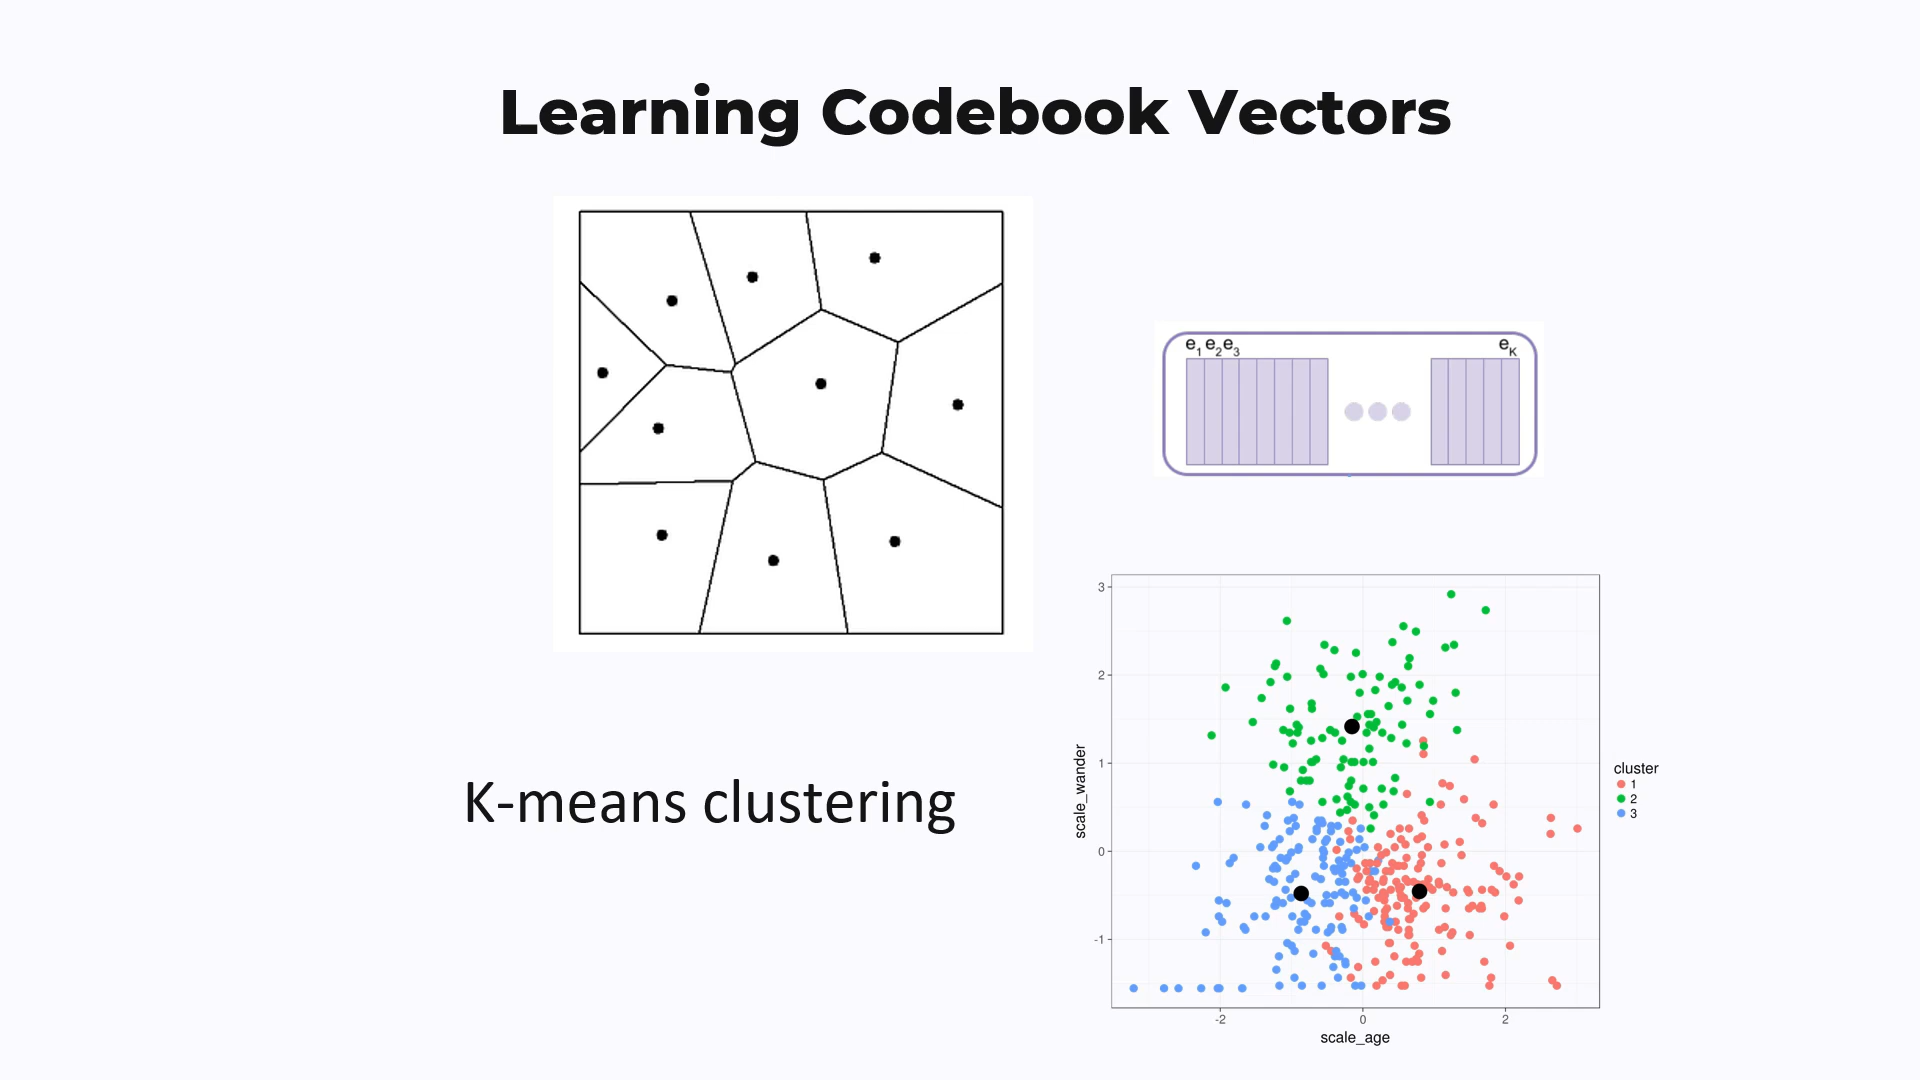 Learning Codebook Vectors
e1 e2 e3 eK
K-means clustering
3
2
1
0
-1
scale_wander
-2 0 2
scale_age
cluster
1
2
3